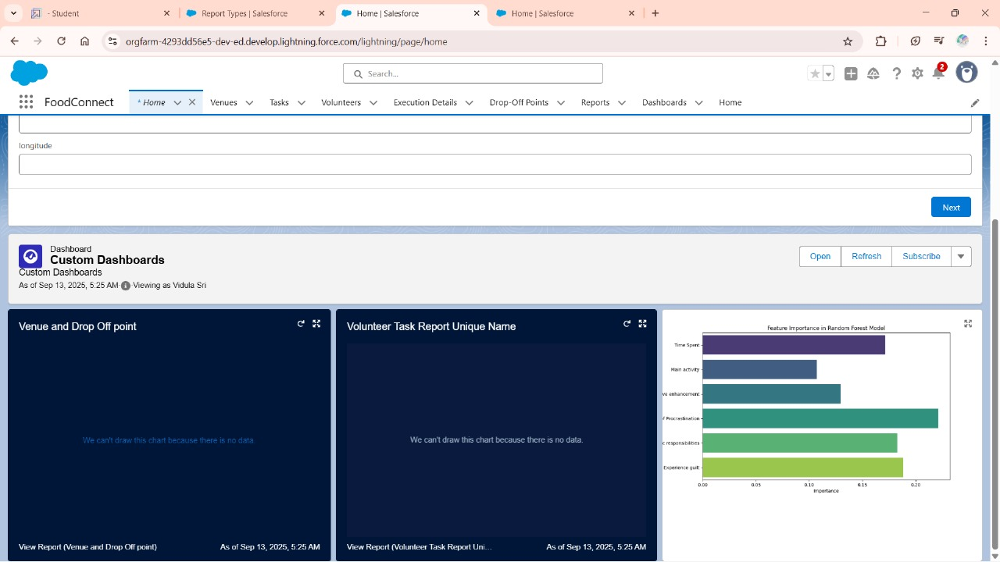 - Student
Report Types | Salesforce
Home | Salesforce
Home | Salesforce
orgfarm-4293dd56e5-dev-ed.develop.lightning.force.com/lightning/page/home
Search...
2
FoodConnect
* Home
Venues
Tasks
Volunteers
Execution Details
Drop-Off Points
Reports
Dashboards
Home
longitude
Next
Dashboard
Custom Dashboards
Custom Dashboards
As of Sep 13, 2025, 5:25 AM Viewing as Vidula Sri
Open
Refresh
Subscribe
Venue and Drop Off point
We can't draw this chart because there is no data.
View Report (Venue and Drop Off point)
As of Sep 13, 2025, 5:25 AM
Volunteer Task Report Unique Name
We can't draw this chart because there is no data.
View Report (Volunteer Task Report Uni...
As of Sep 13, 2025, 5:25 AM
Feature Importance in Random Forest Model
Time Spent
Main activity
enhancement
Procrastination
responsibilities
Experience guilt
0.00 0.05 0.10 0.15 0.20
Importance